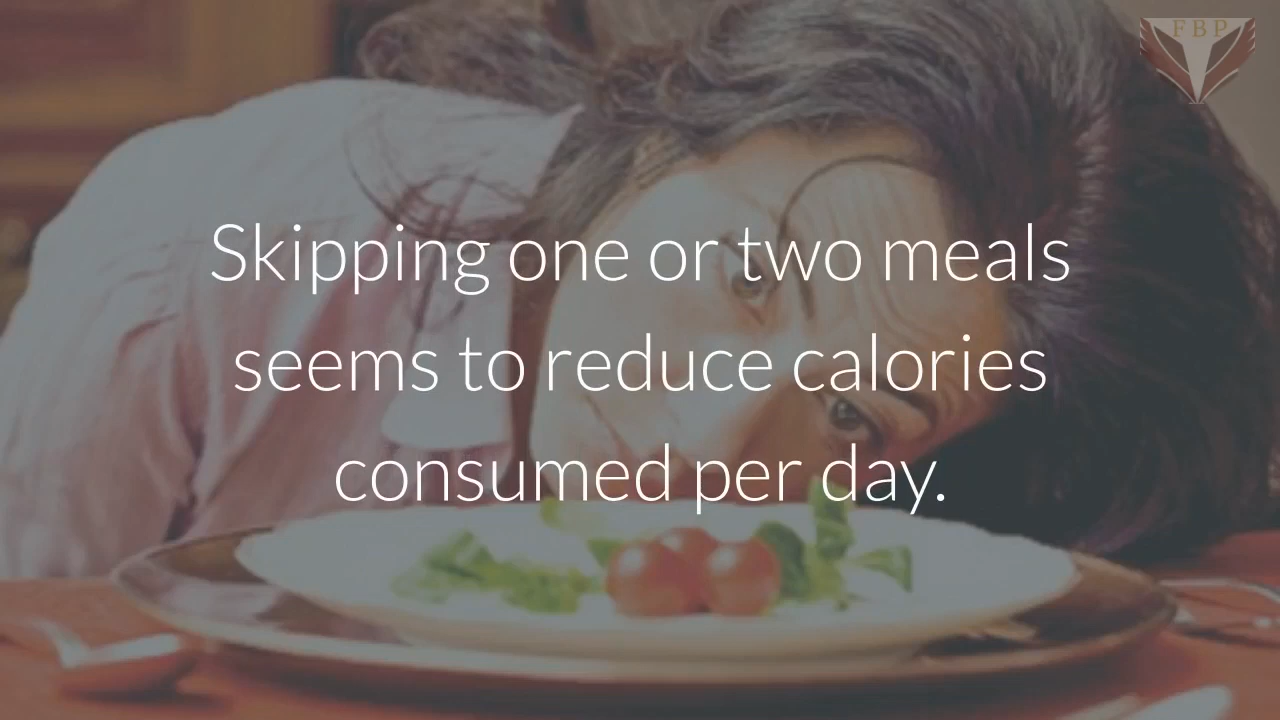 FBP
Skipping one or two meals
seems to reduce calories
consumed per day.